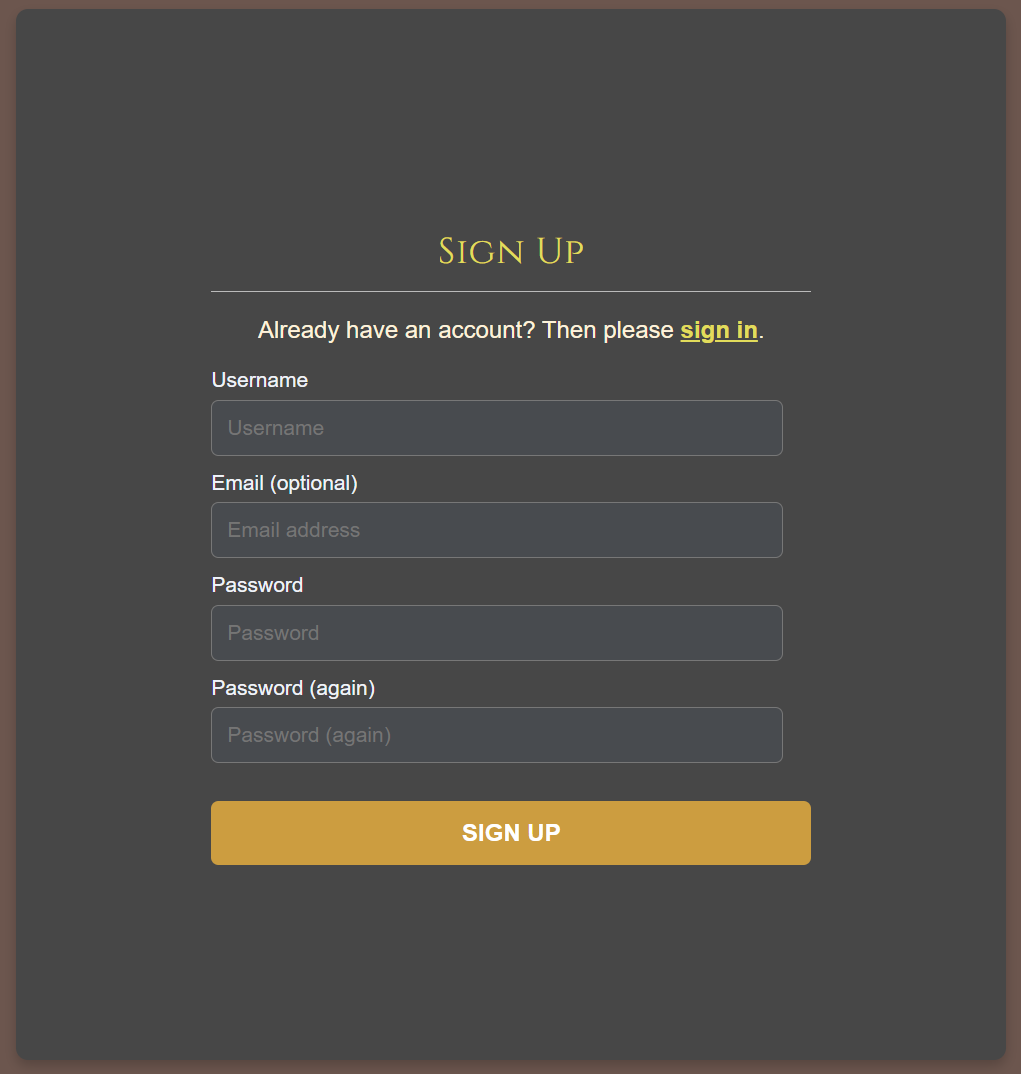 Sign Up
Already have an account? Then please sign in.
Username
Username
Email (optional)
Email address
Password
Password
Password (again)
Password (again)
SIGN UP